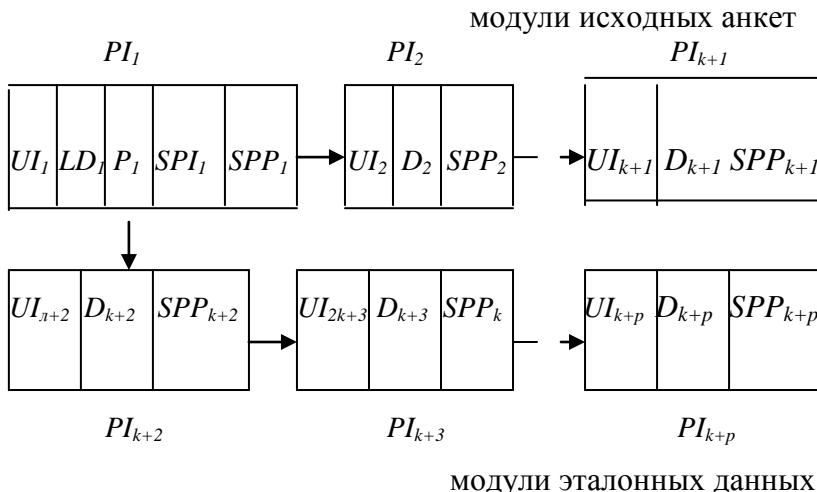 модули исходных анкет
PI₁ PI₂ PIₖ₊₁
UI₁ LD₁ P₁ SPI₁ SPP₁ UI₂ D₂ SPP₂ UIₖ₊₁ Dₖ₊₁ SPPₖ₊₁
UIл+2 Dₖ₊₂ SPPₖ₊₂ UI₂ₖ₊₃ Dₖ₊₃ SPPₖ UIₖ₊ₚ Dₖ₊ₚ SPPₖ₊ₚ
PIₖ₊₂ PIₖ₊₃ PIₖ₊ₚ
модули эталонных данных